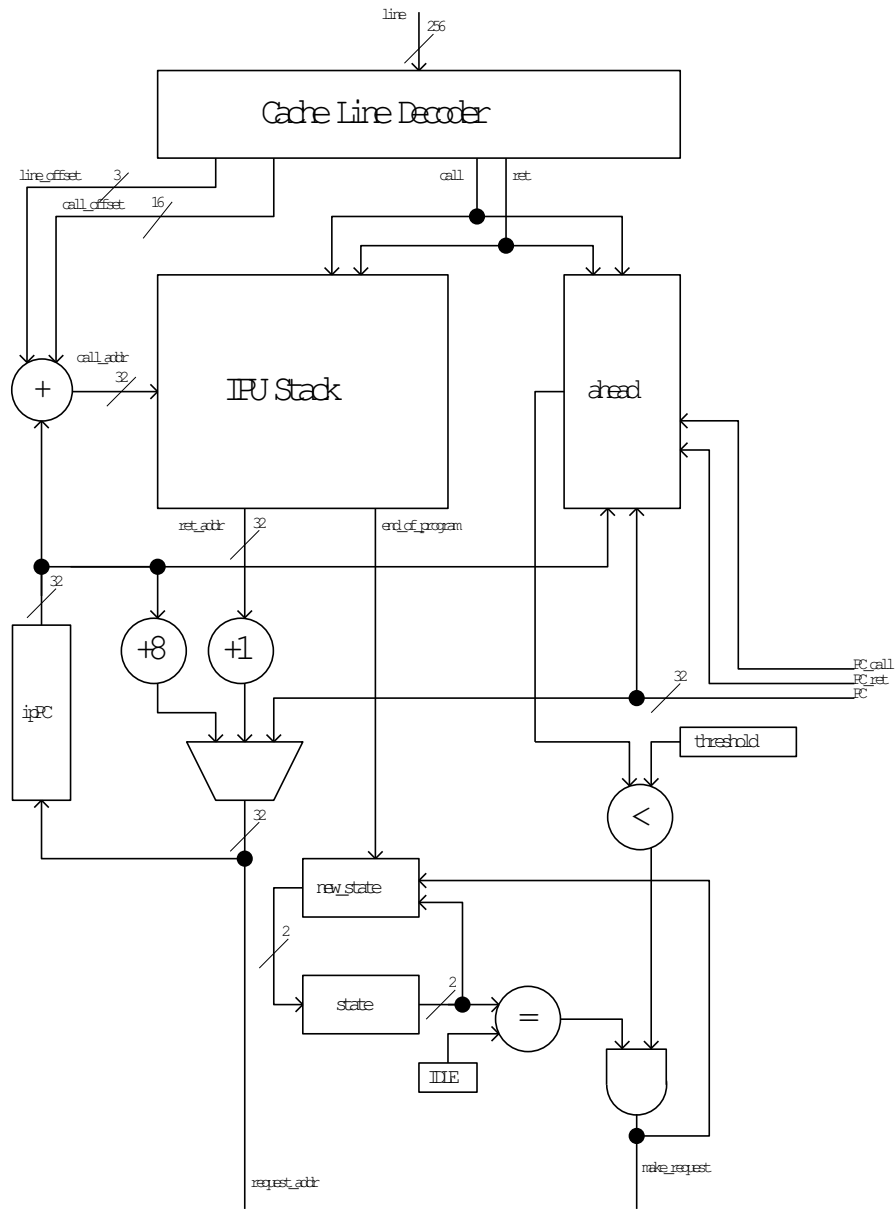 line
256
Cache Line Decoder
line_offset
3
call
ret
call_offset
16
call_addr
32
+
IPU Stack
ahead
ret_addr
32
end_of_program
32
+8
+1
PC_call
PC_ret
32
PC
ipPC
threshold
<
32
new_state
2
state
2
=
IDLE
make_request
request_addr